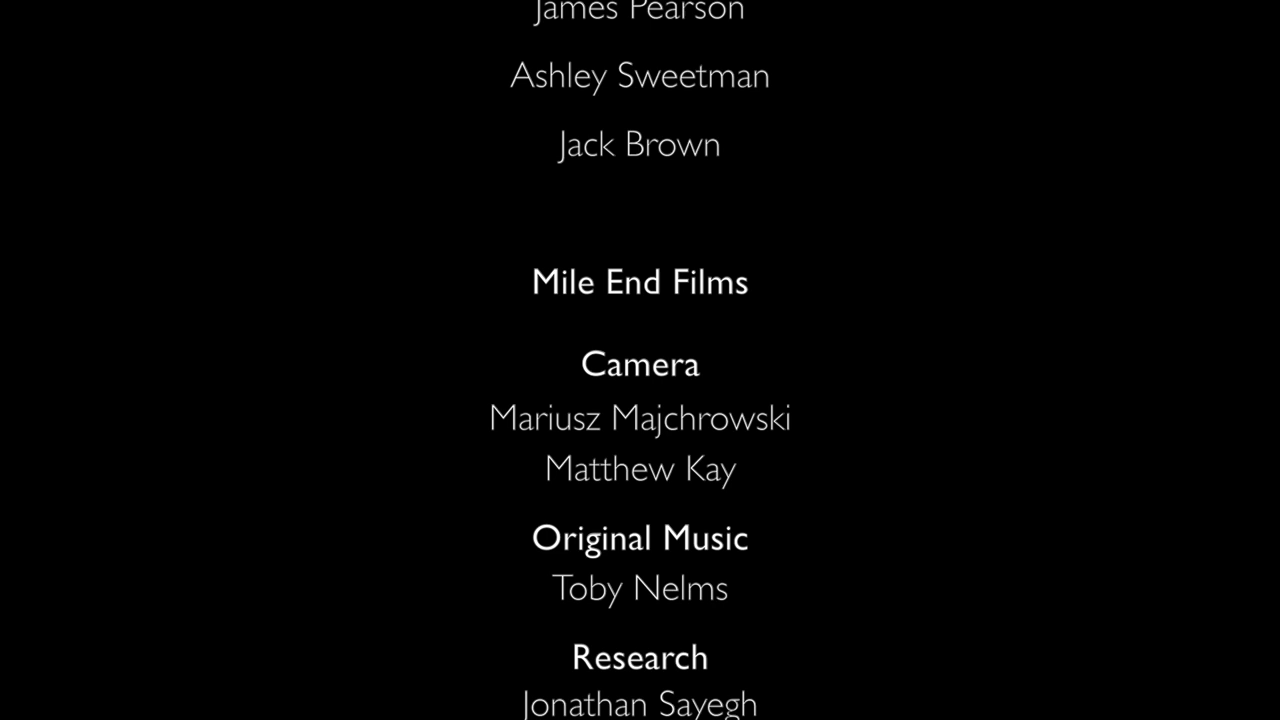 James Pearson
Ashley Sweetman
Jack Brown
Mile End Films
Camera
Mariusz Majchrowski
Matthew Kay
Original Music
Toby Nelms
Research
Jonathan Sayegh